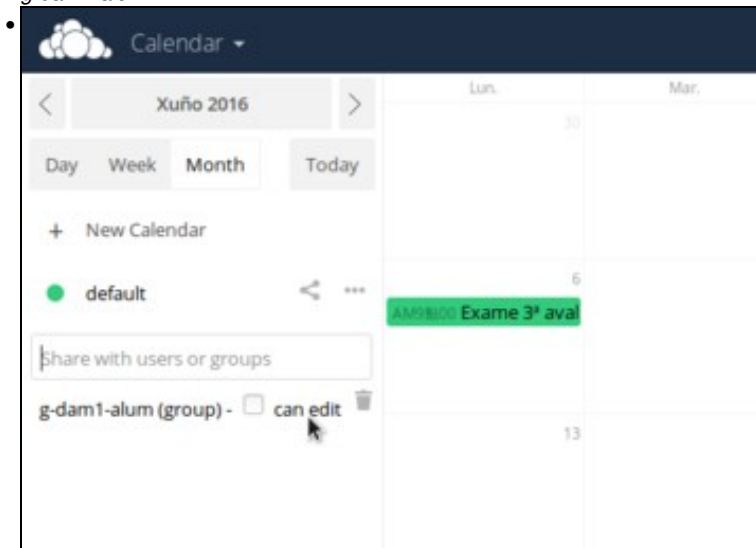 Calendar
Xuño 2016
Day Week Month Today
+ New Calendar
default
Share with users or groups
g-dam1-alum (group) - can edit
Lun. Mar.
30
6
Exame 3ª aval
13